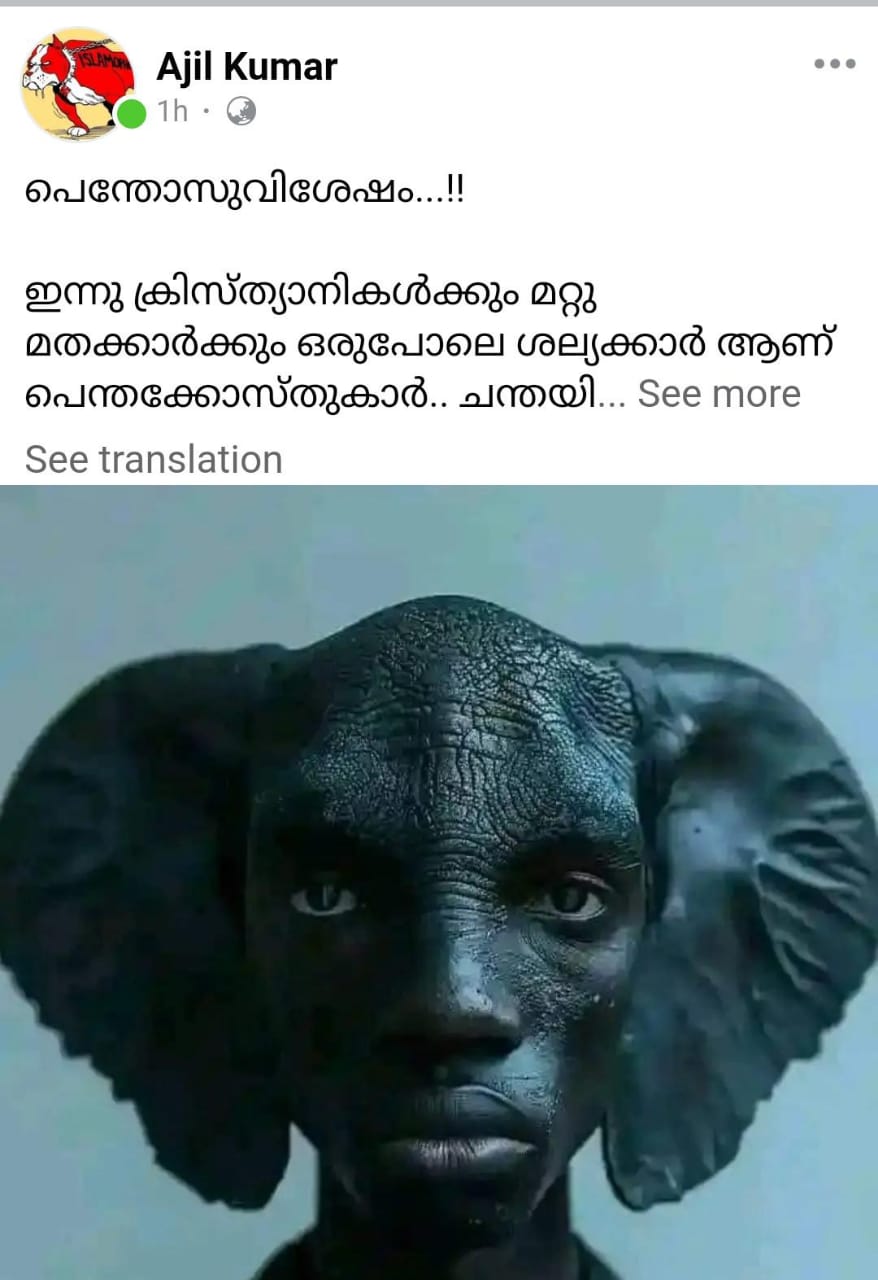 Ajil Kumar
1h ·
പെന്തോസുവിശേഷം...!!
ഇന്നു ക്രിസ്ത്യാനികൾക്കും മറ്റു
മതക്കാർക്കും ഒരുപോലെ ശല്യക്കാർ ആണ്
പെന്തക്കോസ്തുകാർ.. ചന്തയി... See more
See translation